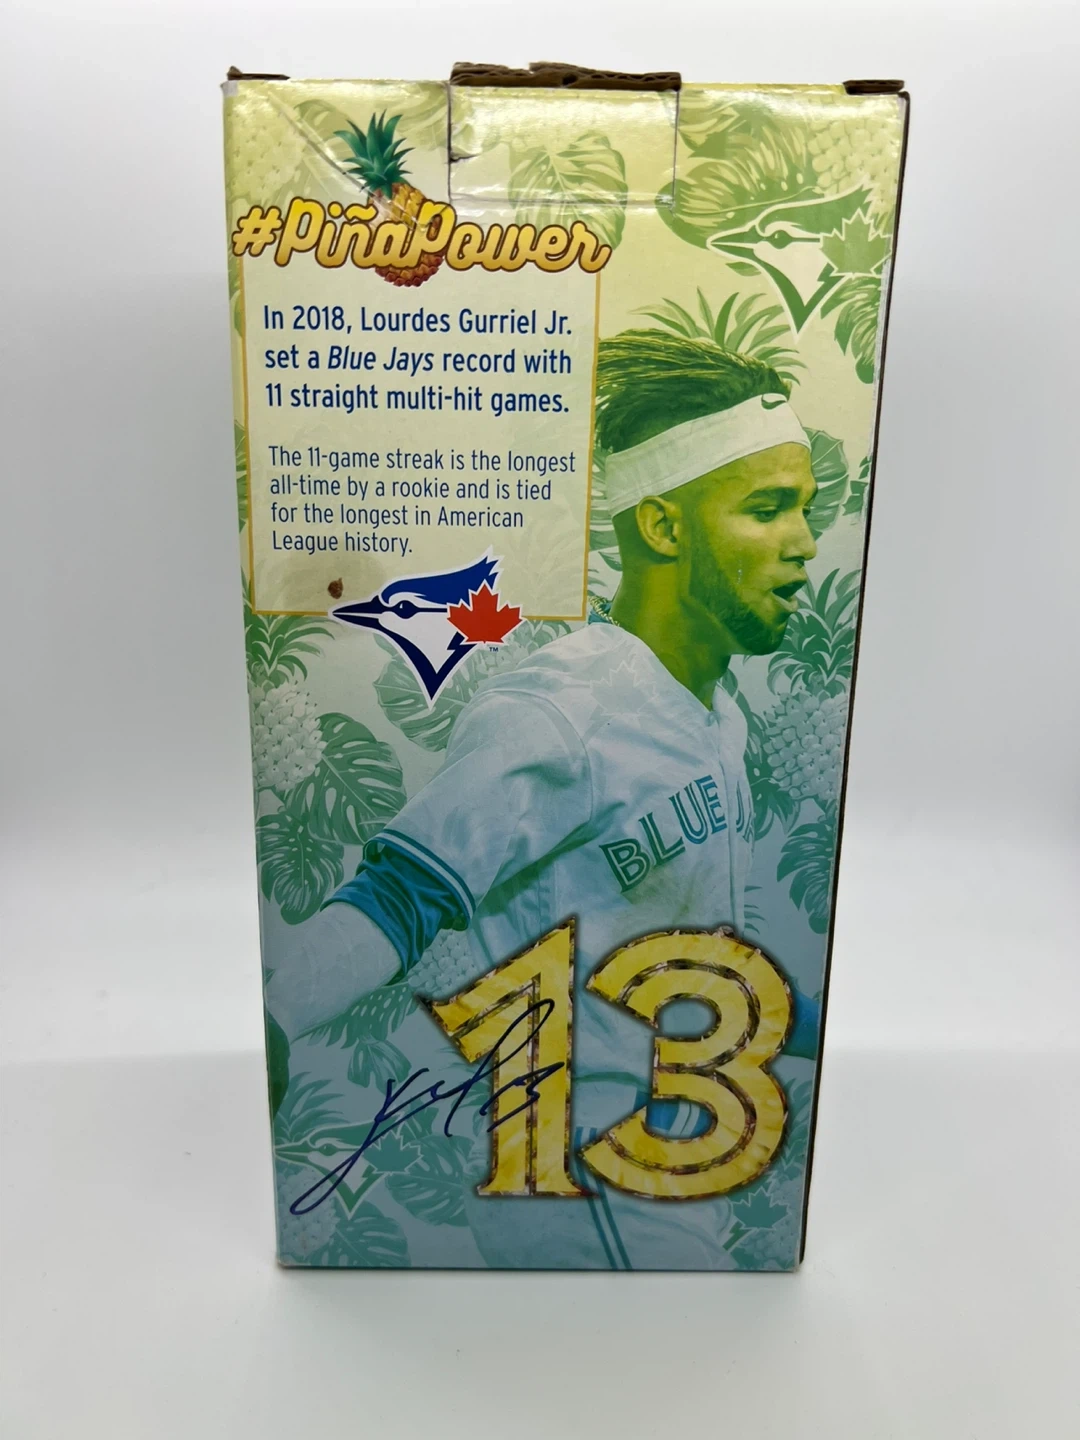 #PiñaPower
In 2018, Lourdes Gurriel Jr.
set a Blue Jays record with
11 straight multi-hit games.
The 11-game streak is the longest
all-time by a rookie and is tied
for the longest in American
League history.
TM
BLUE JA
13